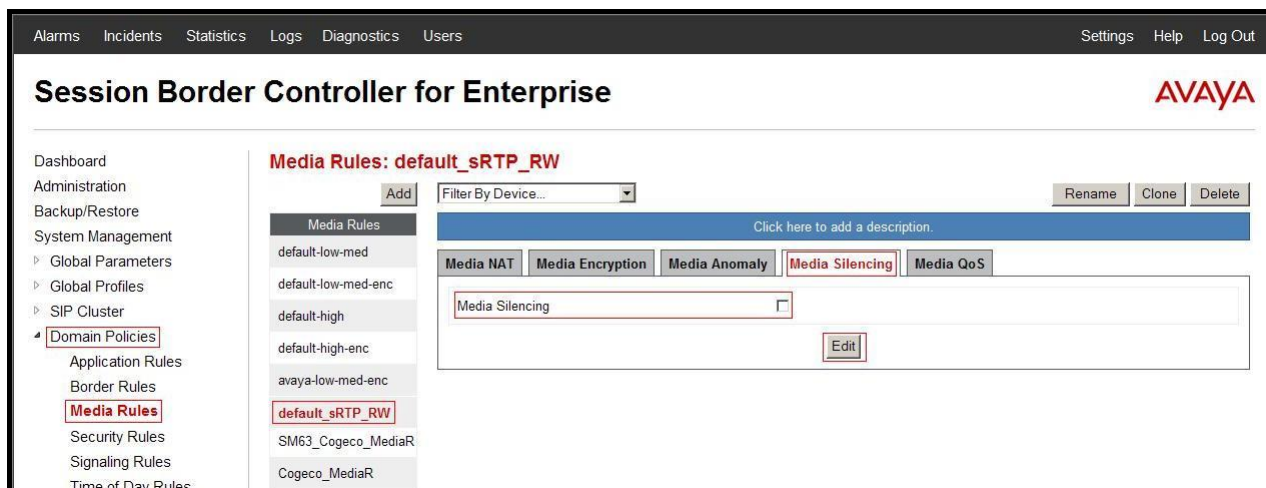 Alarms Incidents Statistics Logs Diagnostics Users Settings Help Log Out
Session Border Controller for Enterprise
AVAYA
Dashboard
Administration
Backup/Restore
System Management
Global Parameters
Global Profiles
SIP Cluster
Domain Policies
Application Rules
Border Rules
Media Rules
Security Rules
Signaling Rules
Time of Day Rules
Media Rules: default_sRTP_RW
Add
Filter By Device...
Rename Clone Delete
Media Rules
default-low-med
default-low-med-enc
default-high
default-high-enc
avaya-low-med-enc
default_sRTP_RW
SM63_Cogeco_MediaR
Cogeco_MediaR
Click here to add a description.
Media NAT Media Encryption Media Anomaly Media Silencing Media QoS
Media Silencing
Edit